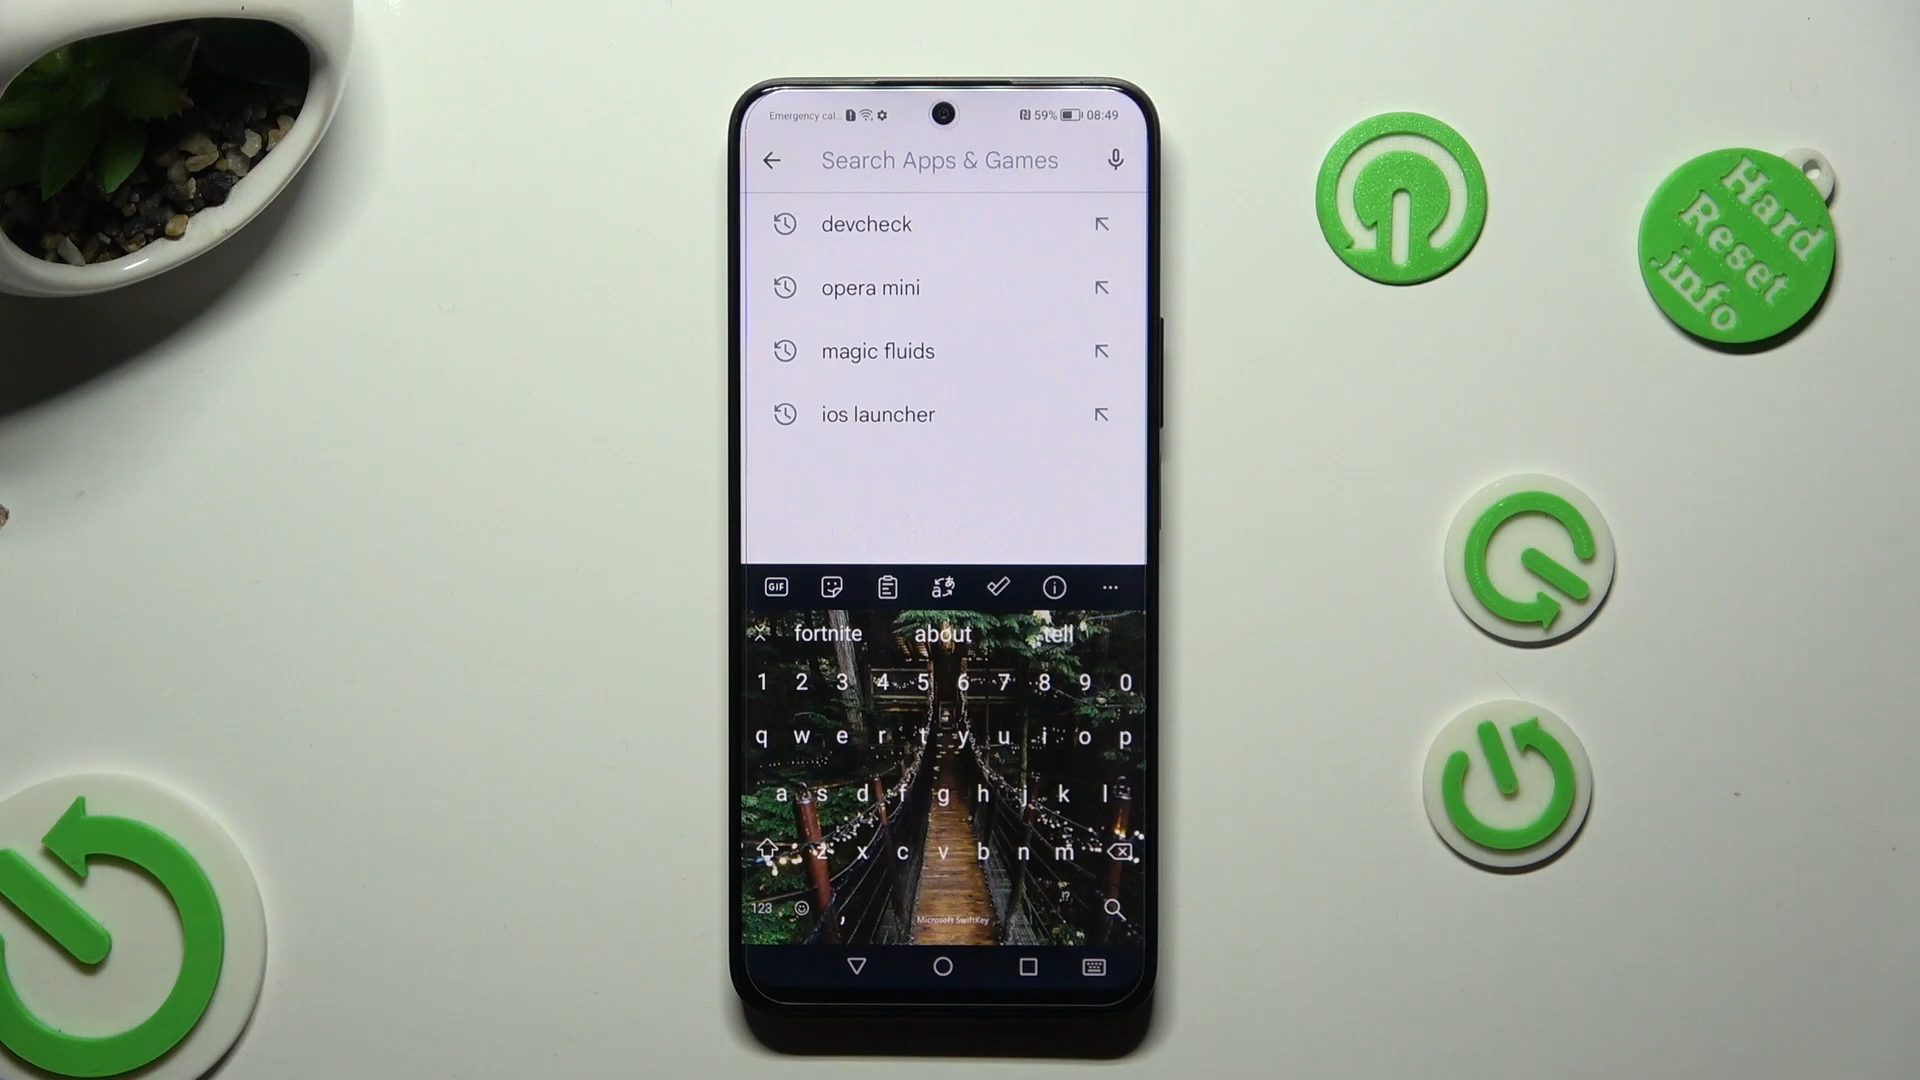 Emergency cal...
59% 08:49
Search Apps & Games
devcheck
opera mini
magic fluids
ios launcher
GIF
fortnite about tell
1 2 3 4 5 6 7 8 9 0
q w e r t y u i o p
a s d f g h j k l
z x c v b n m
!?
123 ,
Microsoft SwiftKey
Hard
Reset
.info